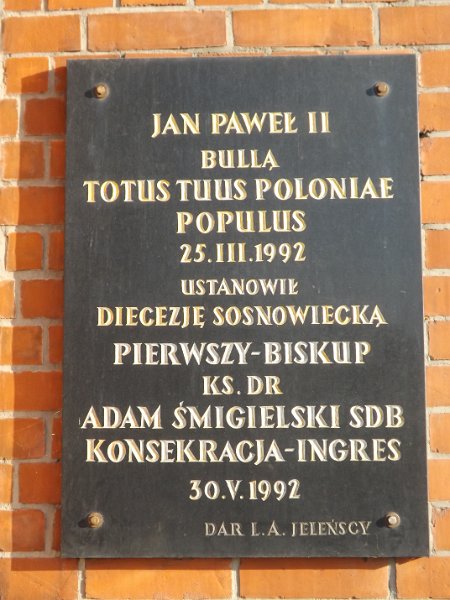 JAN PAWEŁ II
BULLĄ
TOTUS TUUS POLONIAE
POPULUS
25.III.1992
USTANOWIŁ
DIECEZJĘ SOSNOWIECKĄ
PIERWSZY-BISKUP
KS. DR
ADAM ŚMIGIELSKI SDB
KONSEKRACJA-INGRES
30.V.1992
DAR L.A. JELEŃSCY